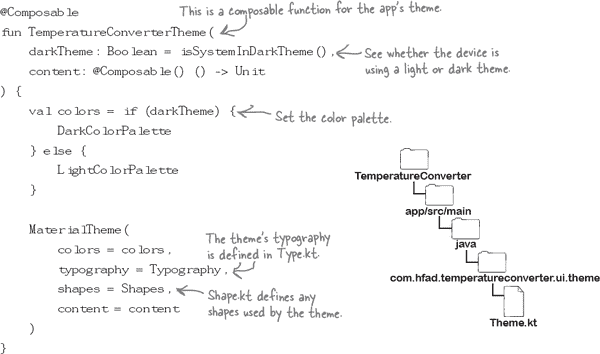 @Composable
This is a composable function for the app's theme.
fun TemperatureConverterTheme(
darkTheme: Boolean = isSystemInDarkTheme(),
See whether the device is
using a light or dark theme.
content: @Composable() () -> Unit
) {
val colors = if (darkTheme) {
Set the color palette.
DarkColorPalette
} else {
LightColorPalette
}
MaterialTheme(
colors = colors,
The theme's typography
is defined in Type.kt.
typography = Typography,
shapes = Shapes,
Shape.kt defines any
shapes used by the theme.
content = content
)
}
TemperatureConverter
app/src/main
java
com.hfad.temperatureconverter.ui.theme
Theme.kt